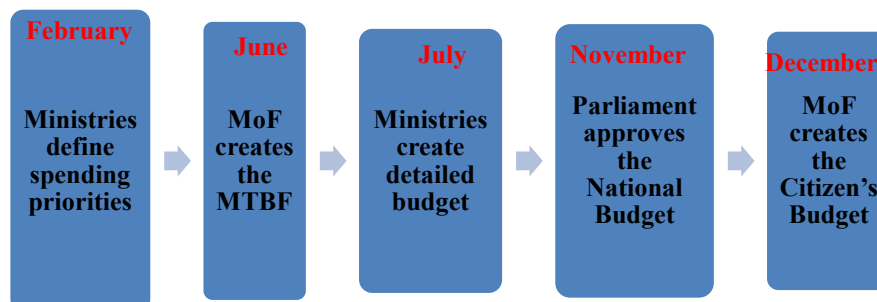 February
Ministries
define
spending
priorities
June
MoF
creates
the
MTBF
July
Ministries
create
detailed
budget
November
Parliament
approves
the
National
Budget
December
MoF
creates
the
Citizen's
Budget